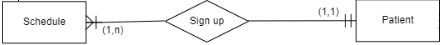 Schedule
(1,n)
Sign up
(1,1)
Patient